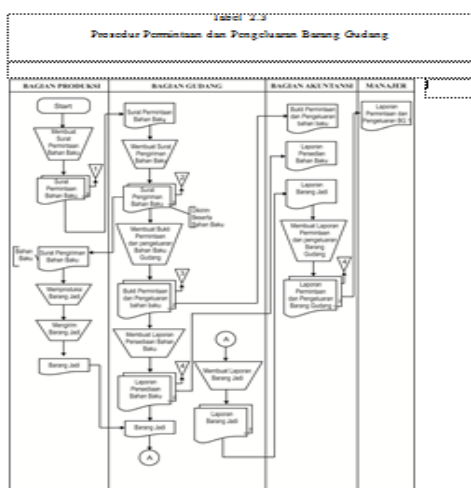 Tabel 2.3
Prosedur Permintaan dan Pengeluaran Barang Gudang
BAGIAN PRODUKSI
BAGIAN GUDANG
BAGIAN AKUNTANSI
MANAJER
Start
Membuat
Surat
Permintaan
Bahan Baku
Surat
Permintaan
Bahan Baku
1
Bahan
Baku
Surat Pengiriman
Bahan Baku
Memproduksi
Barang Jadi
Mengirim
Barang Jadi
Barang Jadi
Surat Permintaan
Bahan Baku
Membuat Surat
Pengiriman
Bahan Baku
Surat
Pengiriman
Bahan Baku
Dikirim
Beserta
Bahan Baku
Membuat Bukti
Permintaan
dan pengeluaran
Bahan Baku
Gudang
Bukti Permintaan
dan Pengeluaran
bahan baku
Membuat Laporan
Persediaan Bahan
Baku
Laporan
Persediaan
Bahan Baku
Barang Jadi
A
A
Membuat Laporan
Barang Jadi
Laporan
Barang Jadi
Bukti Permintaan
dan Pengeluaran
bahan baku
Laporan
Persedian
Bahan Baku
Laporan
Barang Jadi
Membuat Laporan
Permintaan
dan pengeluaran
Barang
Gudang
Laporan
Permintaan
dan Pengeluaran
Barang Gudang
Laporan
Permintaan dan
Pengeluaran BG